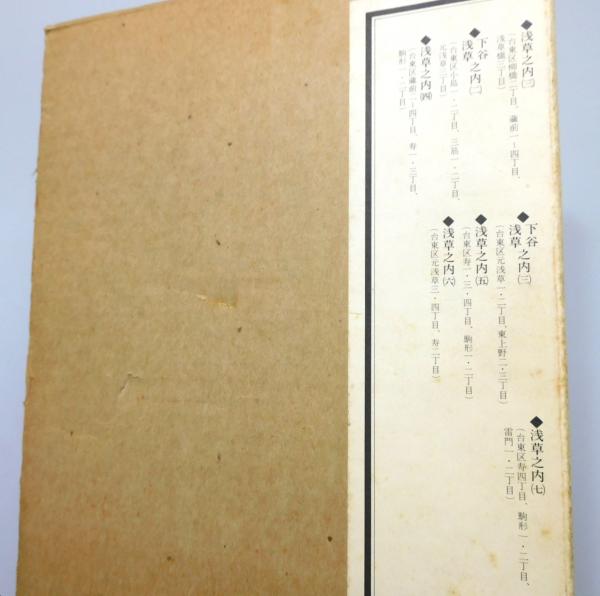 ◆浅草之内(三)
(台東区柳橋二丁目、蔵前一～四丁目、
浅草橋三丁目)
◆下谷
浅草 之内(二)
(台東区小島一・二丁目、三筋一・二丁目、
元浅草二丁目)
◆浅草之内(四)
(台東区蔵前一～四丁目、寿一・三丁目、
駒形一・二丁目)
◆下谷
浅草 之内(三)
(台東区元浅草一・二丁目、東上野二・三丁目)
◆浅草之内(五)
(台東区寿一・三・四丁目、駒形一・二丁目)
◆浅草之内(六)
(台東区元浅草三・四丁目、寿二丁目)
◆浅草之内(七)
(台東区寿四丁目、駒形一・二丁目、
雷門一・二丁目)